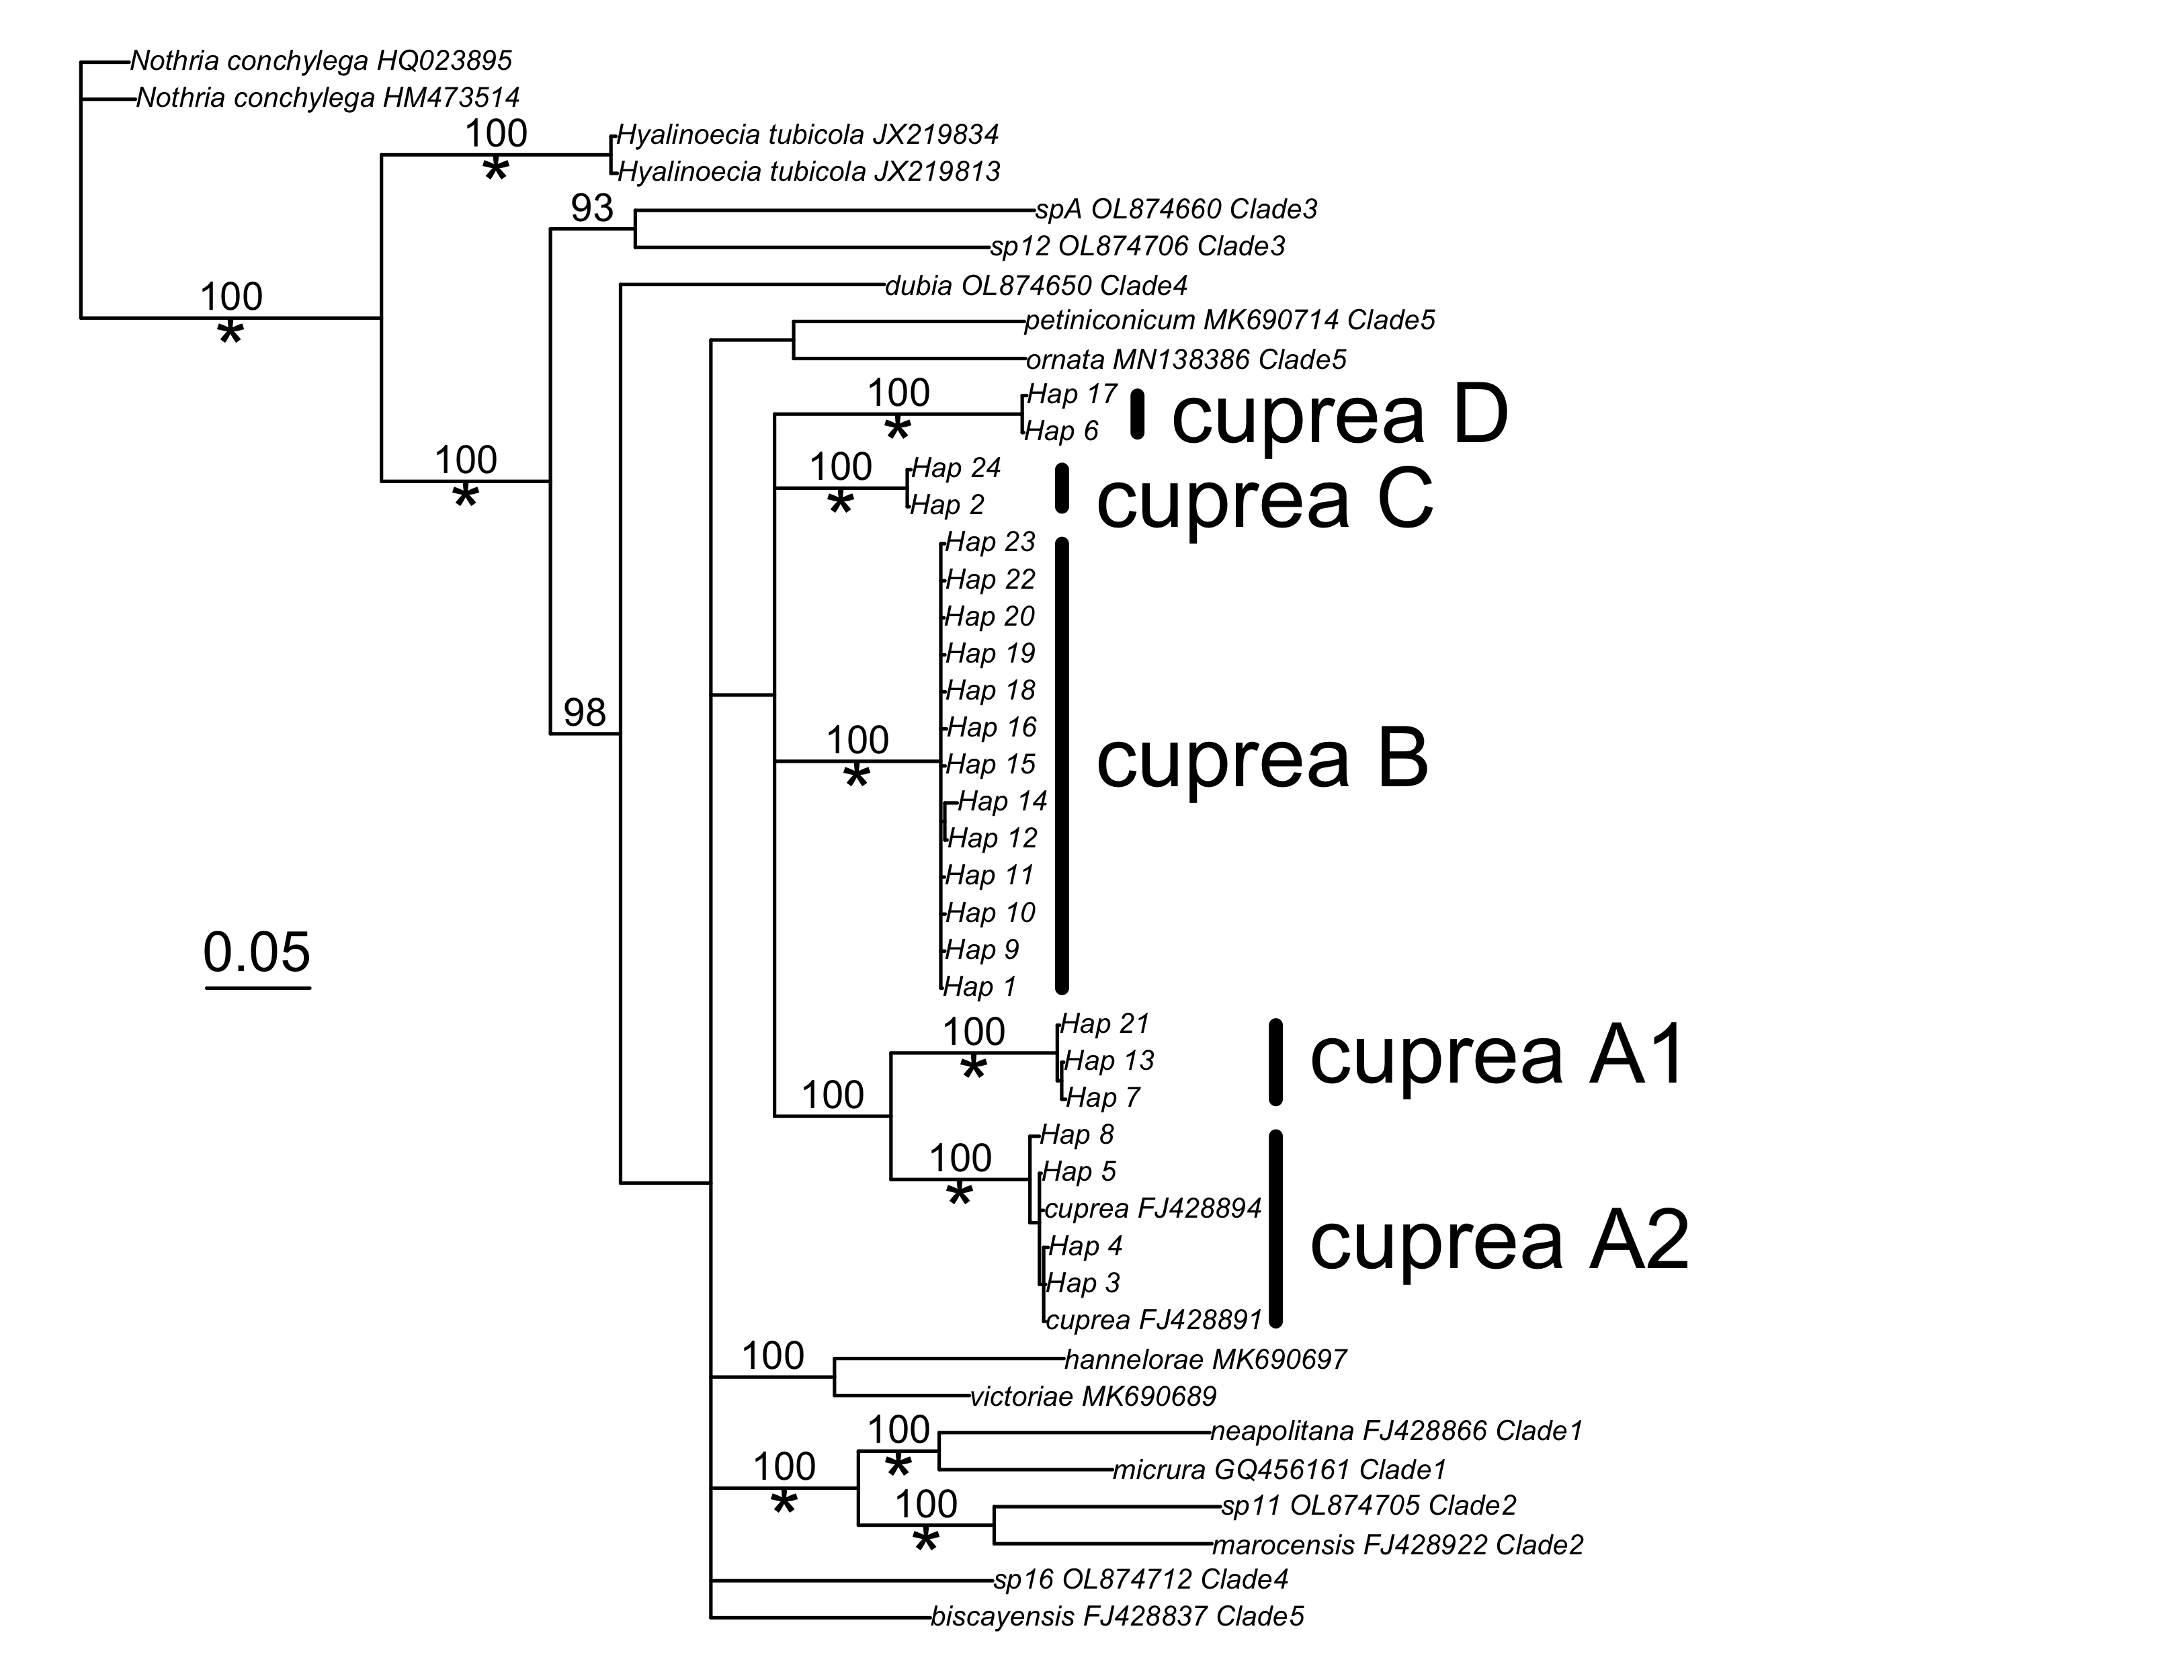 Nothria conchylega HQ023895
Nothria conchylega HM473514
100
*
Hyalinoecia tubicola JX219834
Hyalinoecia tubicola JX219813
93
spA OL874660 Clade3
sp12 OL874706 Clade3
dubia OL874650 Clade4
100
*
petiniconicum MK690714 Clade5
ornata MN138386 Clade5
100
*
Hap 17
Hap 6
cuprea D
100
*
100
*
Hap 24
Hap 2
cuprea C
Hap 23
Hap 22
Hap 20
Hap 19
Hap 18
98
Hap 16
100
*
Hap 15
cuprea B
Hap 14
Hap 12
Hap 11
Hap 10
0.05
Hap 9
Hap 1
100
*
Hap 21
Hap 13
Hap 7
cuprea A1
100
Hap 8
100
*
Hap 5
cuprea FJ428894
Hap 4
Hap 3
cuprea FJ428891
cuprea A2
100
hannelorae MK690697
victoriae MK690689
100
*
neapolitana FJ428866 Clade1
micrura GQ456161 Clade1
100
*
100
*
sp11 OL874705 Clade2
marocensis FJ428922 Clade2
sp16 OL874712 Clade4
biscayensis FJ428837 Clade5